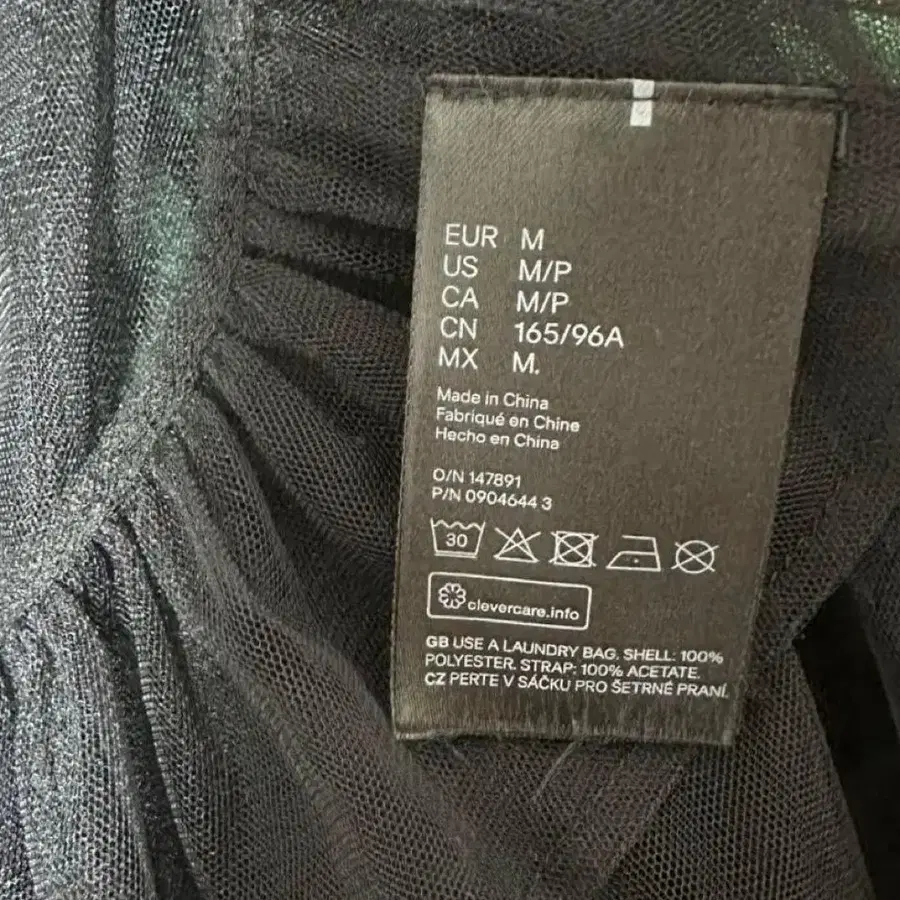 EUR M
US M/P
CA M/P
CN 165/96A
MX M.
Made in China
Fabriqué en Chine
Hecho en China
O/N 147891
P/N 0904644 3
30
clevercare.info
GB USE A LAUNDRY BAG. SHELL: 100%
POLYESTER. STRAP: 100% ACETATE.
CZ PERTE V SÁČKU PRO ŠETRNÉ PRANÍ.